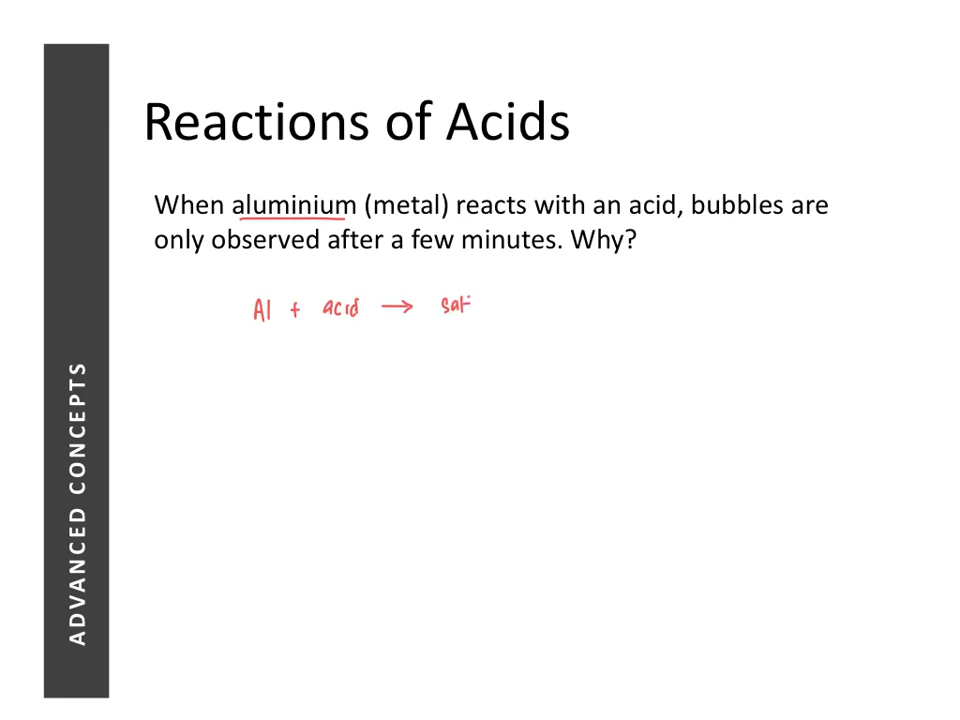 Reactions of Acids
When aluminium (metal) reacts with an acid, bubbles are
only observed after a few minutes. Why?
Al + acid →
ADVANCED CONCEPTS